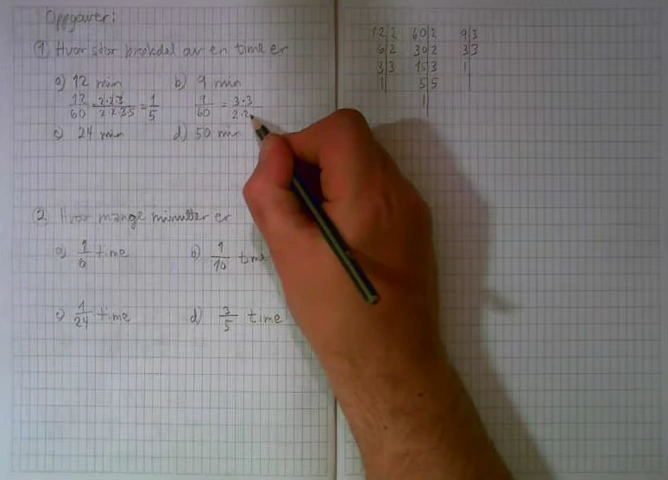 Oppgaver:
1) Hvor stor brøkdel av en time er
a) 12 min b) 9 min
12/60 = 2·2·3/2·2·3·5 = 1/5 9/60 = 3·3/2·2
c) 24 min d) 50 min
2) Hvor mange minutter er
a) 1/6 time b) 1/10 time
c) 1/24 time d) 3/5 time
12|2 60|2 9|3
6|2 30|2 3|3
3|3 15|3 1
1 5|5
1